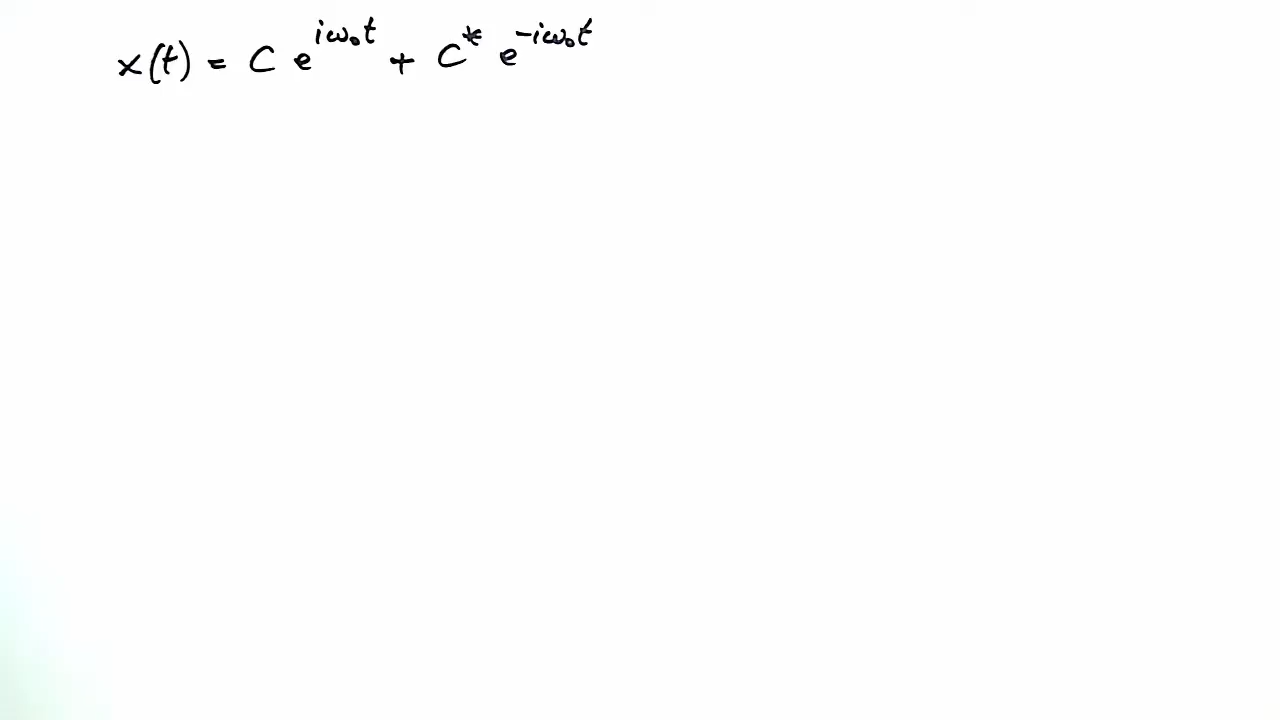 x(t) = C e^{iω₀t} + C* e^{-iω₀t}